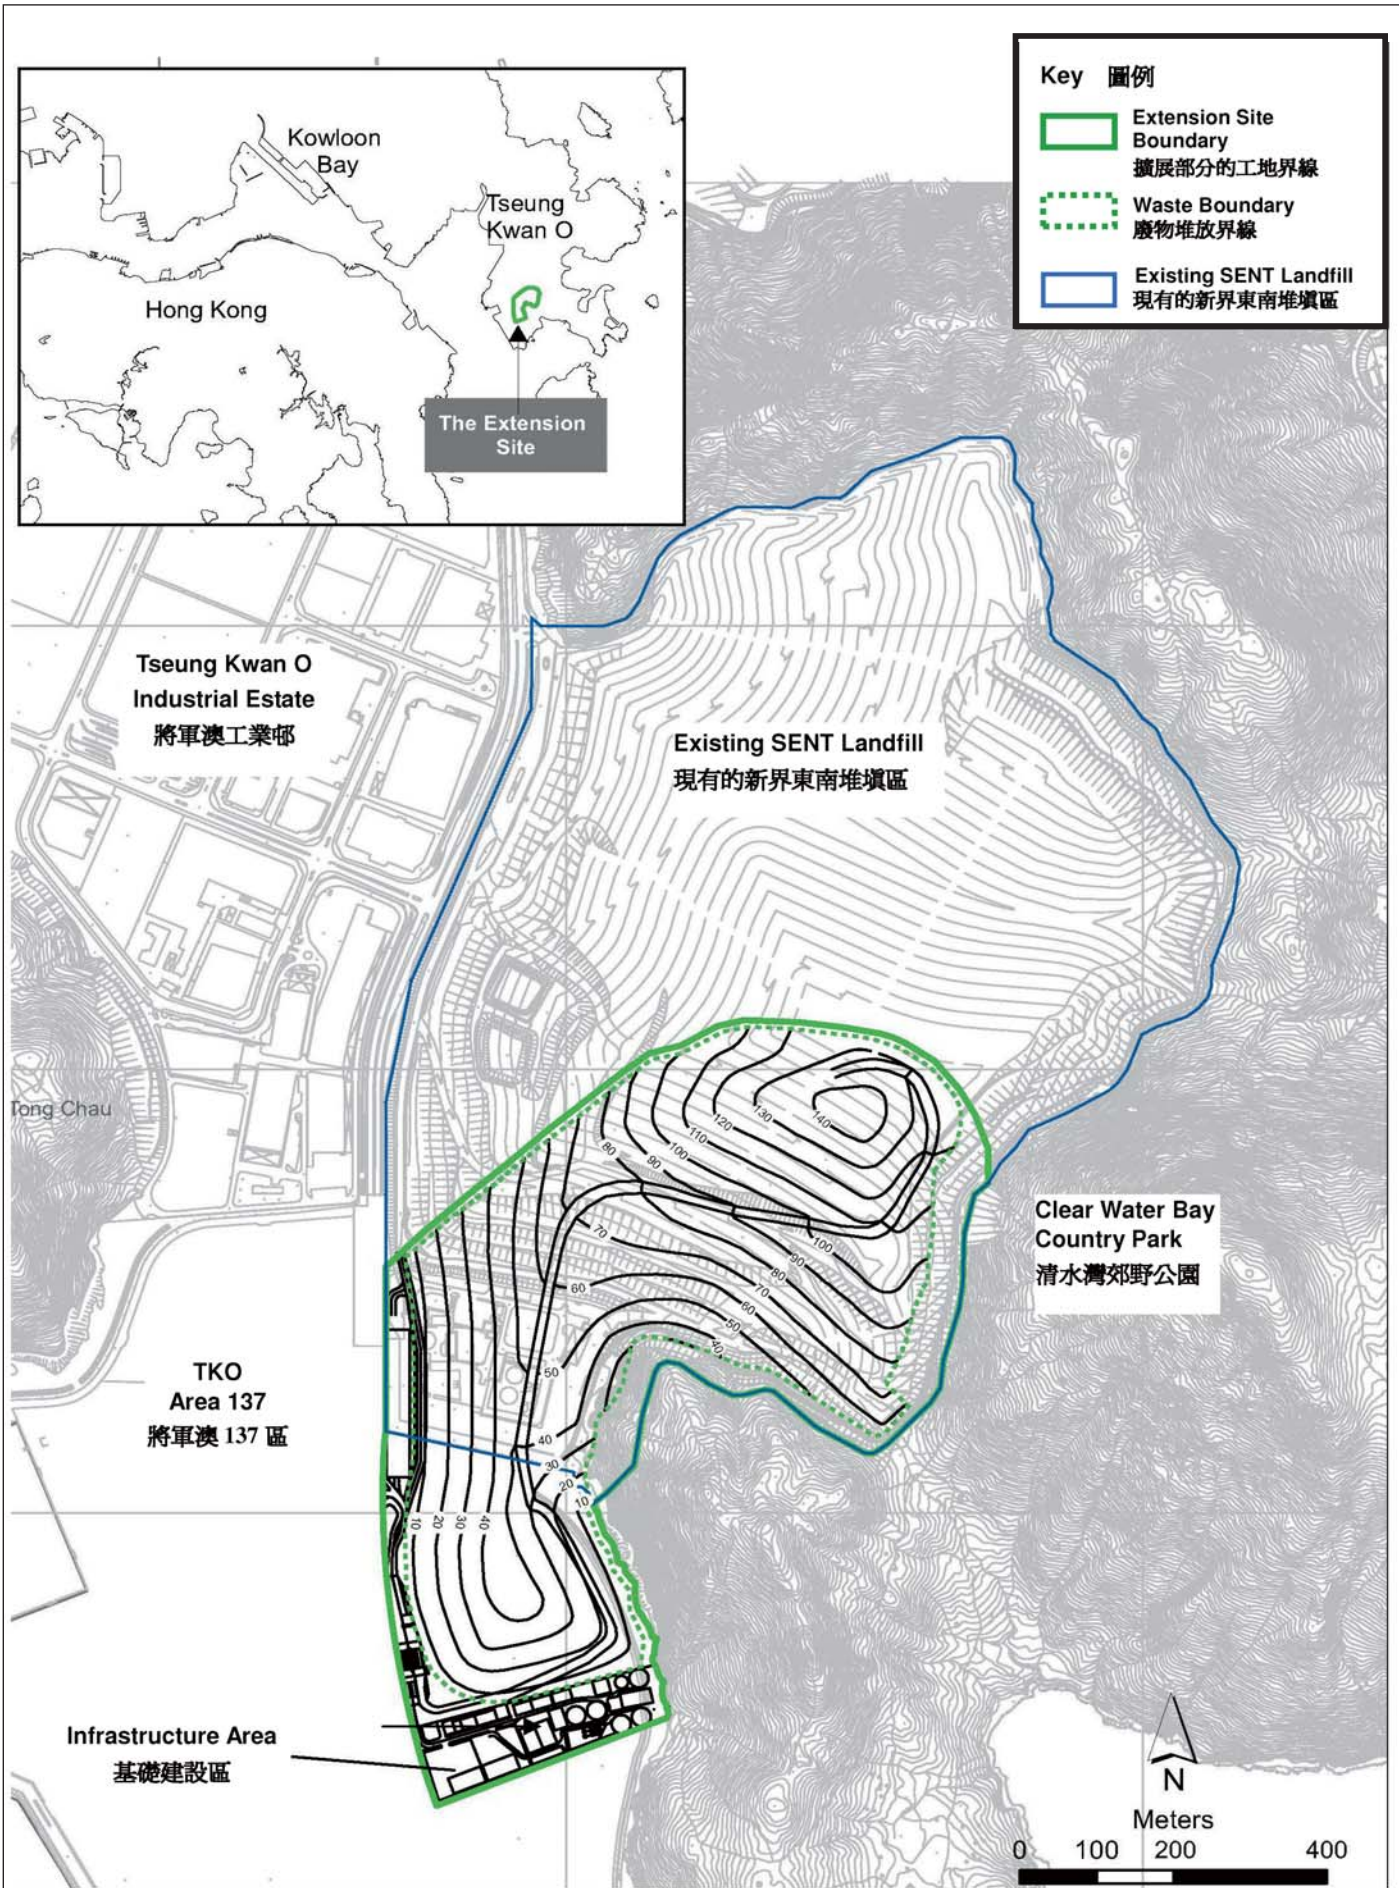 Key 圖例
Extension Site
Boundary
擴展部分的工地界線
Waste Boundary
廢物堆放界線
Existing SENT Landfill
現有的新界東南堆填區
Kowloon
Bay
Tseung
Kwan O
Hong Kong
The Extension
Site
Tseung Kwan O
Industrial Estate
將軍澳工業邨
Existing SENT Landfill
現有的新界東南堆填區
Tong Chau
140
130
120
110
100
90
80
100
90
80
70
60
50
40
70
60
50
40
30
20
10
10
20
30
40
Clear Water Bay
Country Park
清水灣郊野公園
TKO
Area 137
將軍澳 137 區
Infrastructure Area
基礎建設區
N
Meters
0 100 200 400